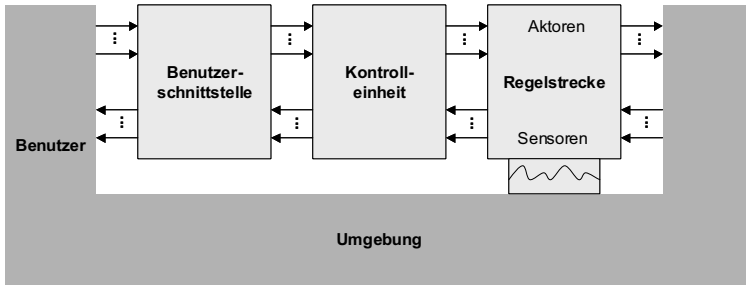 Benutzer
Benutzer-
schnittstelle
Kontroll-
einheit
Aktoren
Regelstrecke
Sensoren
Umgebung